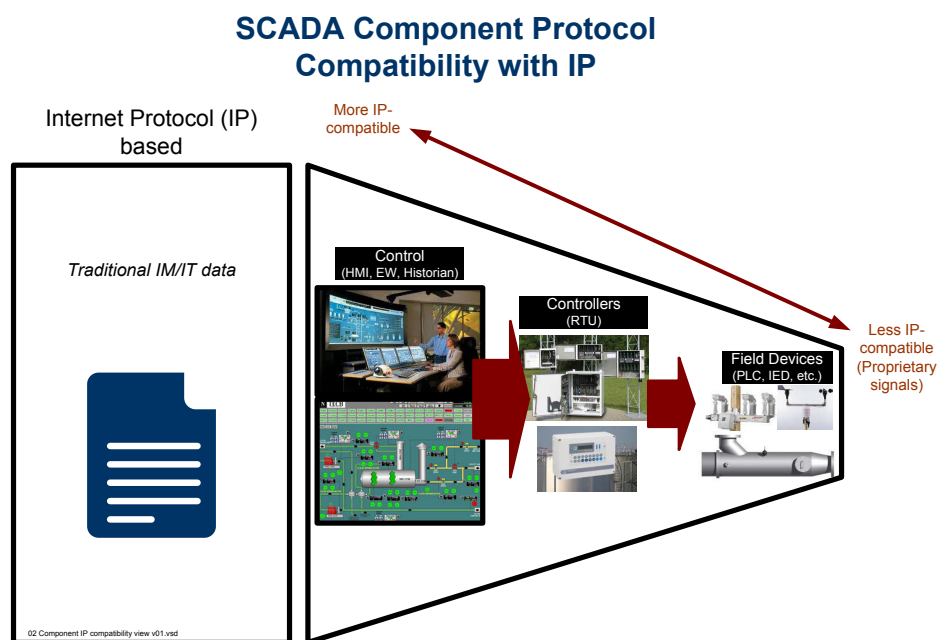 SCADA Component Protocol
Compatibility with IP
Internet Protocol (IP)
based
More IP-
compatible
Traditional IM/IT data
Control
(HMI, EW, Historian)
Controllers
(RTU)
Less IP-
compatible
(Proprietary
signals)
Field Devices
(PLC, IED, etc.)
02 Component IP compatibility view v01.vsd